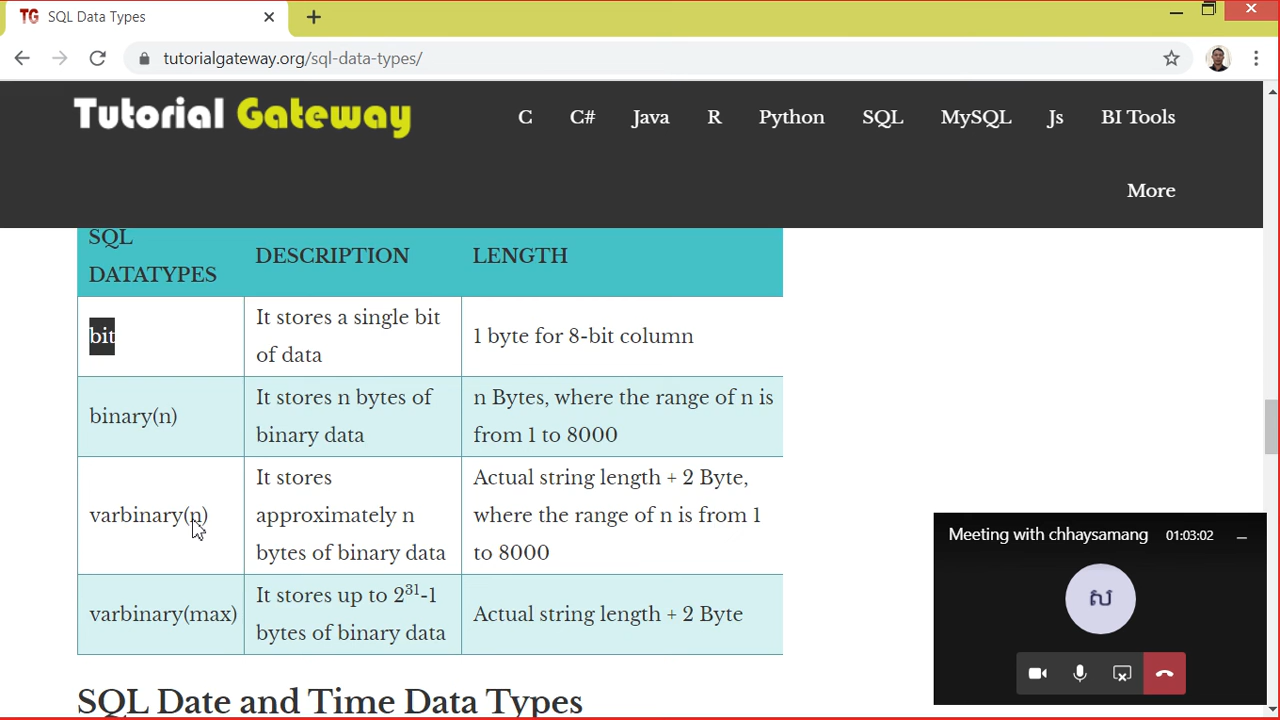 TG SQL Data Types
tutorialgateway.org/sql-data-types/
Tutorial Gateway
C C# Java R Python SQL MySQL Js BI Tools
More
SQL DATATYPES
DESCRIPTION
LENGTH
bit
It stores a single bit
of data
1 byte for 8-bit column
binary(n)
It stores n bytes of
binary data
n Bytes, where the range of n is
from 1 to 8000
varbinary(n)
It stores
approximately n
bytes of binary data
Actual string length + 2 Byte,
where the range of n is from 1
to 8000
varbinary(max)
It stores up to 2³¹-1
bytes of binary data
Actual string length + 2 Byte
SQL Date and Time Data Types
Meeting with chhaysamang 01:03:02
ស